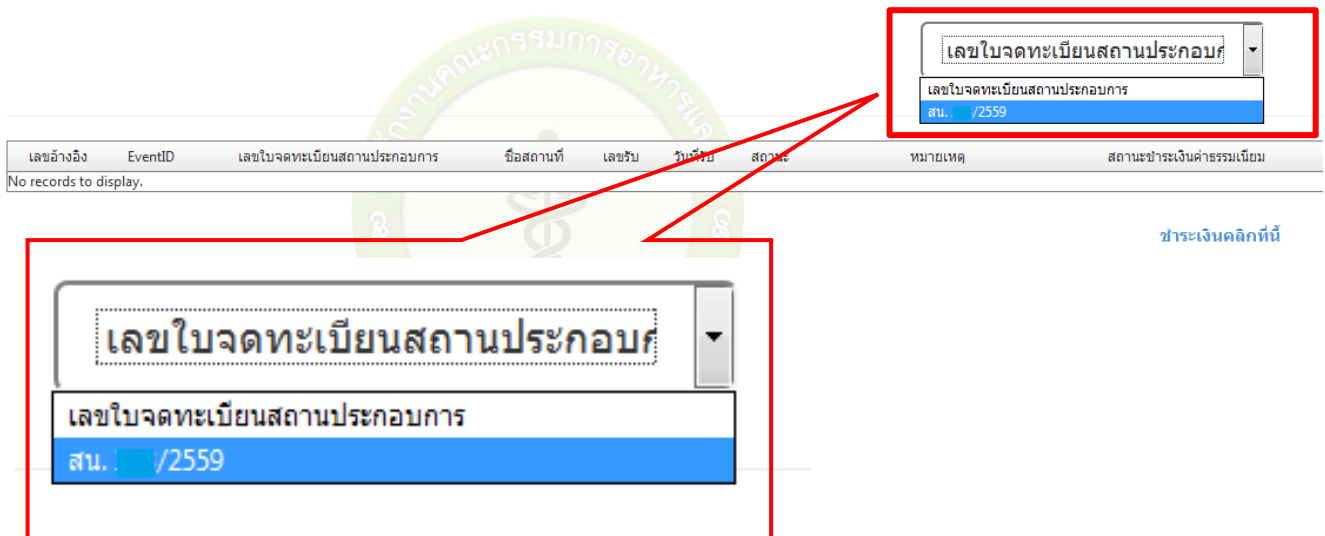 เลขใบจดทะเบียนสถานประกอบก
เลขใบจดทะเบียนสถานประกอบการ
สน. /2559
เลขอ้างอิง EventID เลขใบจดทะเบียนสถานประกอบการ ชื่อสถานที่ เลขรับ วันที่รับ สถานะ หมายเหตุ สถานะชำระเงินค่าธรรมเนียม
No records to display.
ชำระเงินคลิกที่นี้
เลขใบจดทะเบียนสถานประกอบก
เลขใบจดทะเบียนสถานประกอบการ
สน. /2559